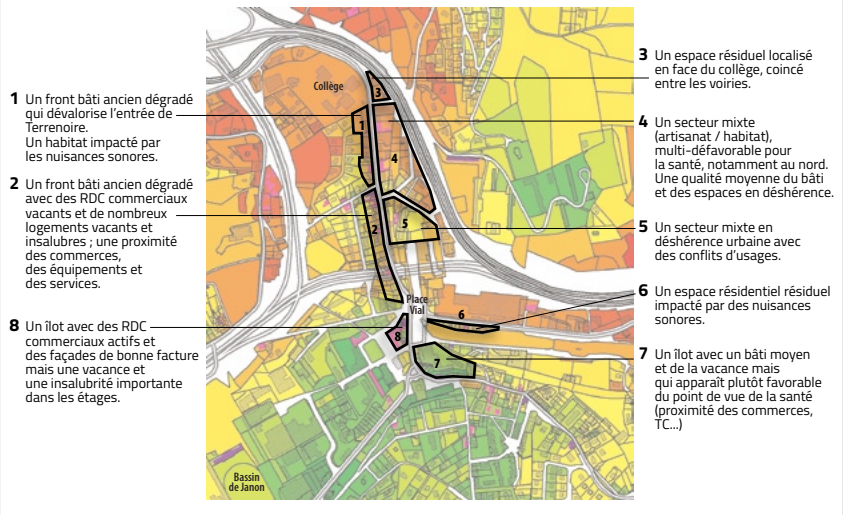 1 Un front bâti ancien dégradé
qui dévalorise l'entrée de
Terrenoire.
Un habitat impacté par
les nuisances sonores.
2 Un front bâti ancien dégradé
avec des RDC commerciaux
vacants et de nombreux
logements vacants et
insalubres ; une proximité
des commerces,
des équipements et
des services.
8 Un îlot avec des RDC
commerciaux actifs et
des façades de bonne facture
mais une vacance et
une insalubrité importante
dans les étages.
Collège
3
1
4
2
5
Place
Vial
6
8
7
Bassin
de Janon
3 Un espace résiduel localisé
en face du collège, coincé
entre les voiries.
4 Un secteur mixte
(artisanat / habitat),
multi-défavorable pour
la santé, notamment au nord.
Une qualité moyenne du bâti
et des espaces en déshérence.
5 Un secteur mixte en
déshérence urbaine avec
des conflits d'usages.
6 Un espace résidentiel résiduel
impacté par des nuisances
sonores.
7 Un îlot avec un bâti moyen
et de la vacance mais
qui apparaît plutôt favorable
du point de vue de la santé
(proximité des commerces,
TC...)